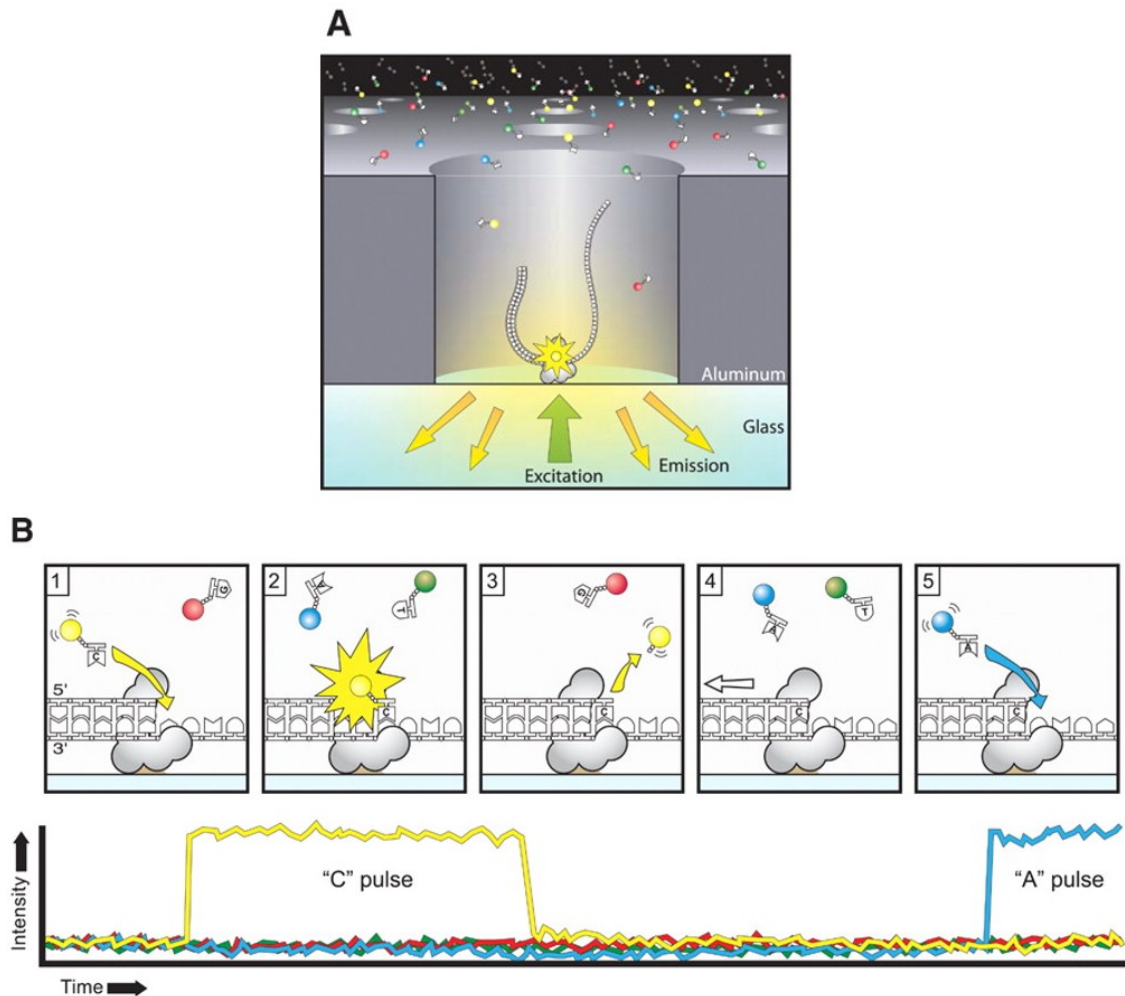 A
Aluminum
Glass
Emission
Excitation
B
1
2
3
4
5
G
C
A
T
G
A
T
A
5'
3'
C
C
C
C
Intensity
"C" pulse
"A" pulse
Time